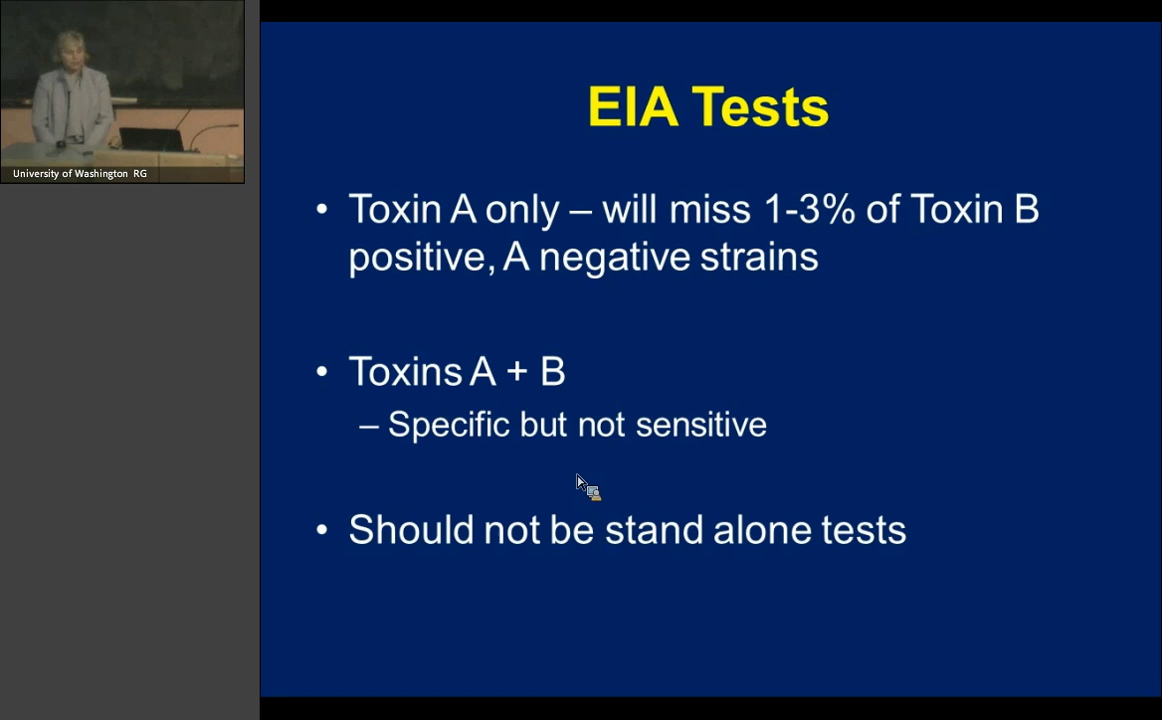 University of Washington RG
EIA Tests
• Toxin A only – will miss 1-3% of Toxin B
positive, A negative strains
• Toxins A + B
– Specific but not sensitive
• Should not be stand alone tests